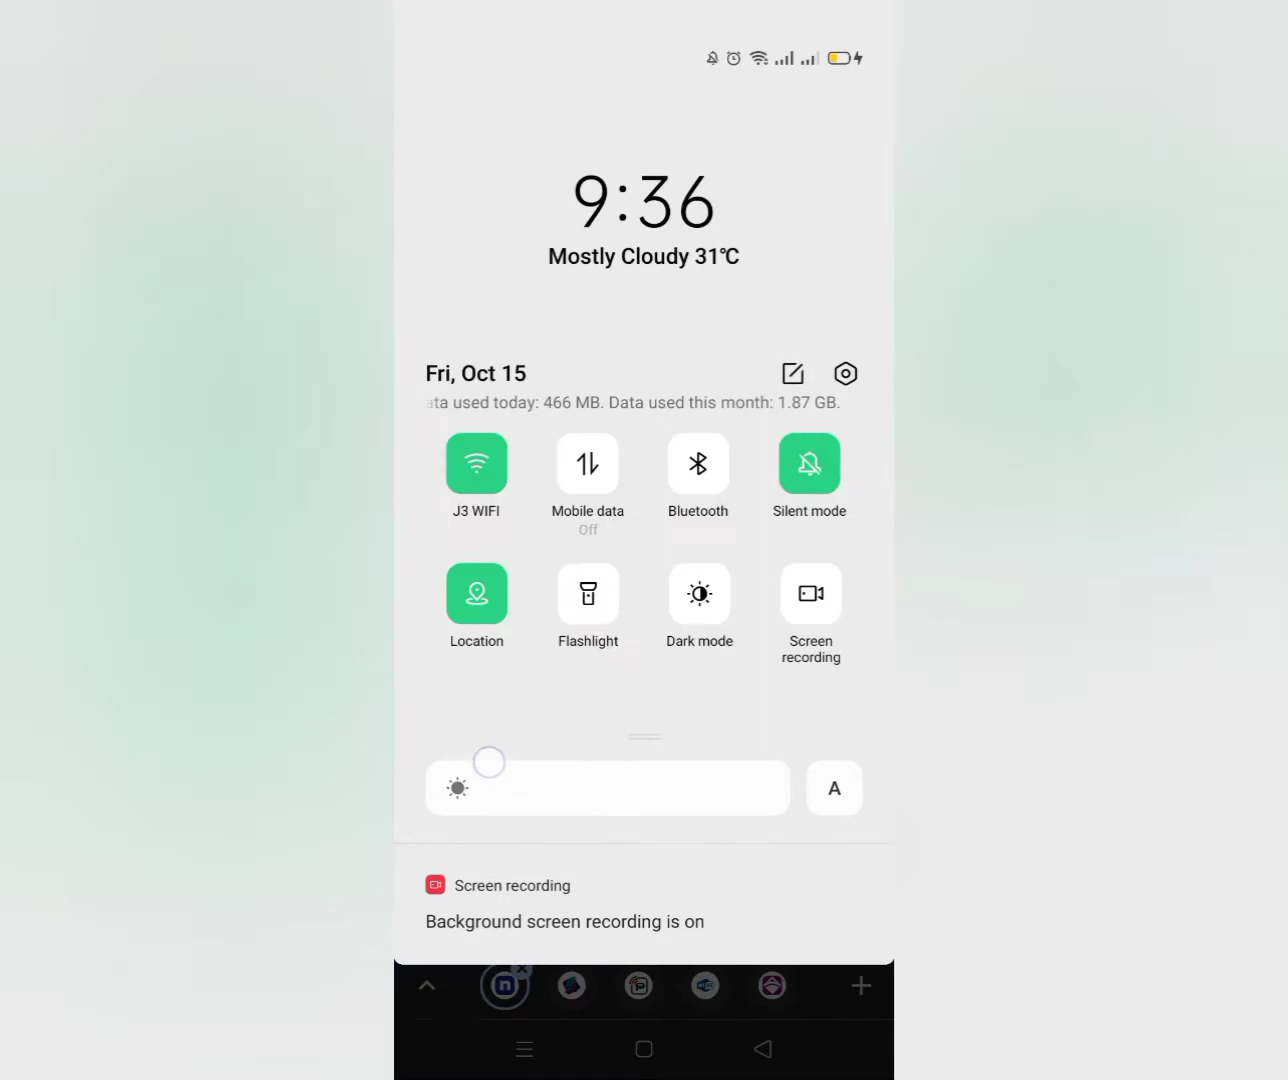 9:36
Mostly Cloudy 31℃
Fri, Oct 15
ata used today: 466 MB. Data used this month: 1.87 GB.
J3 WIFI
Mobile data
Off
Bluetooth
Silent mode
Location
Flashlight
Dark mode
Screen
recording
A
Screen recording
Background screen recording is on